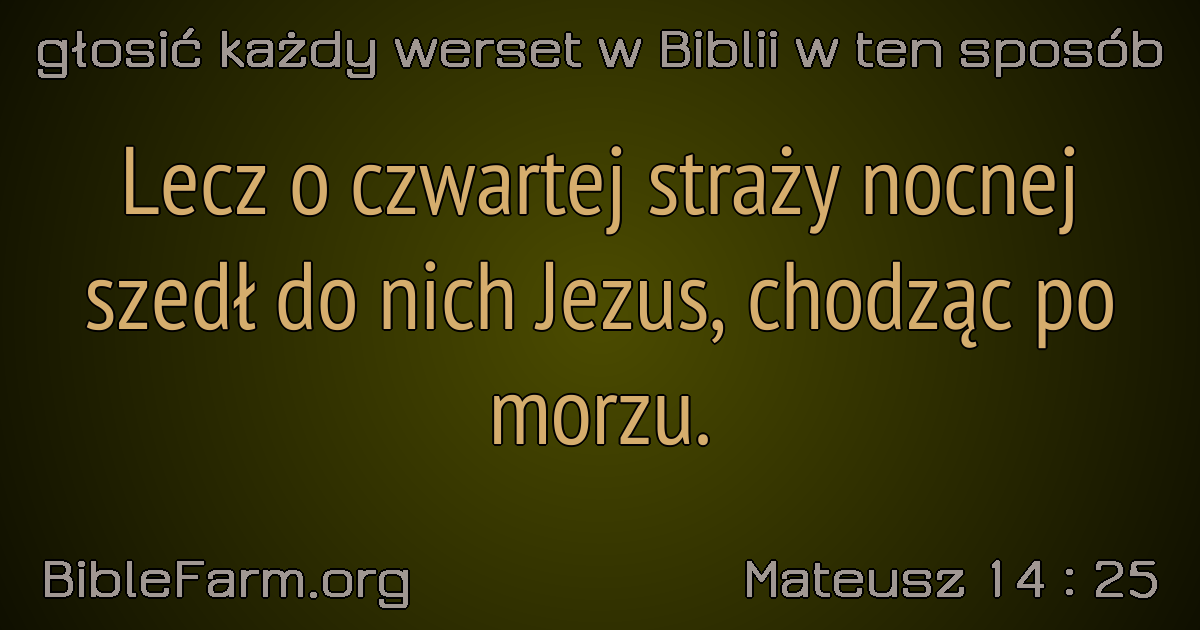 głosić każdy werset w Biblii w ten sposób
Lecz o czwartej straży nocnej
szedł do nich Jezus, chodząc po
morzu.
BibleFarm.org
Mateusz 14 : 25